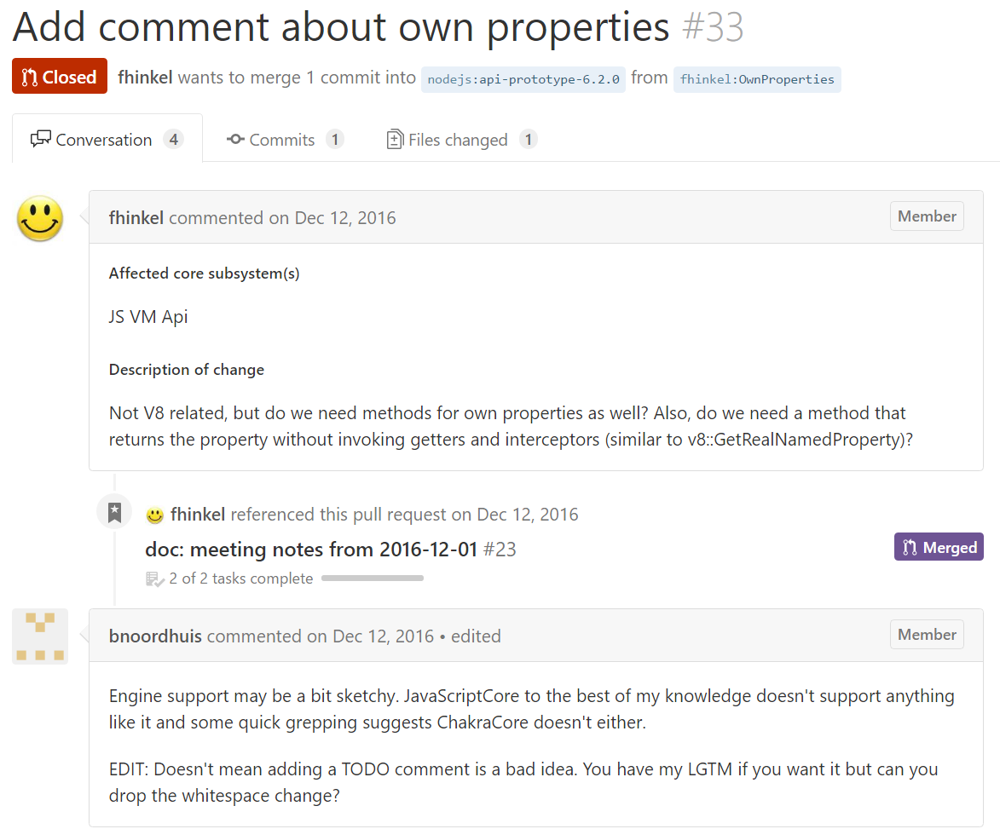 Add comment about own properties #33
Closed fhinkel wants to merge 1 commit into nodejs:api-prototype-6.2.0 from fhinkel:OwnProperties
Conversation 4 Commits 1 Files changed 1
fhinkel commented on Dec 12, 2016 Member
Affected core subsystem(s)
JS VM Api
Description of change
Not V8 related, but do we need methods for own properties as well? Also, do we need a method that
returns the property without invoking getters and interceptors (similar to v8::GetRealNamedProperty)?
fhinkel referenced this pull request on Dec 12, 2016
doc: meeting notes from 2016-12-01 #23 Merged
2 of 2 tasks complete
bnoordhuis commented on Dec 12, 2016 • edited Member
Engine support may be a bit sketchy. JavaScriptCore to the best of my knowledge doesn't support anything
like it and some quick grepping suggests ChakraCore doesn't either.
EDIT: Doesn't mean adding a TODO comment is a bad idea. You have my LGTM if you want it but can you
drop the whitespace change?